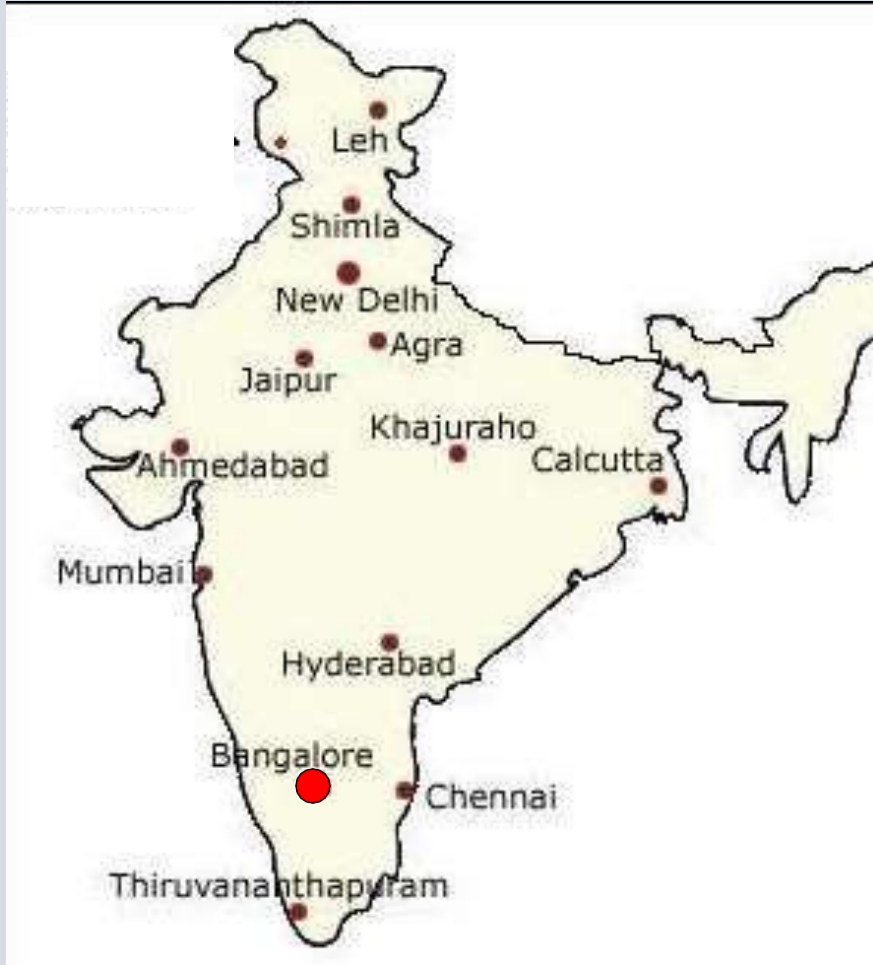 Leh
Shimla
New Delhi
Agra
Jaipur
Khajuraho
Calcutta
Ahmedabad
Mumbai
Hyderabad
Bangalore
Chennai
Thiruvananthapuram